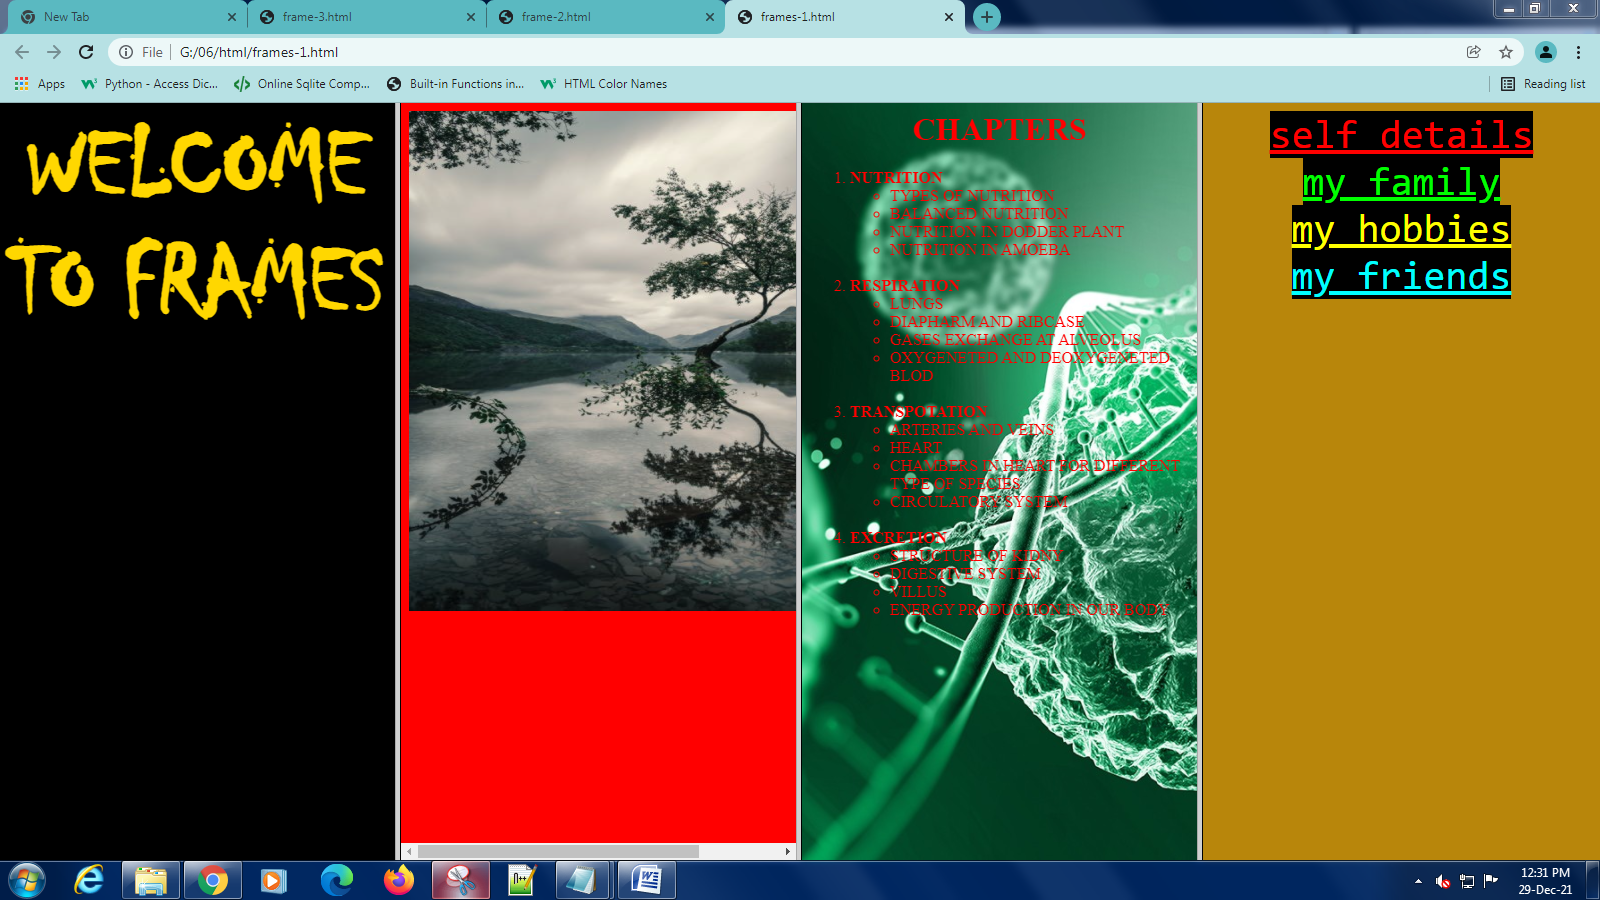 New Tab
frame-3.html
frame-2.html
frames-1.html
File
G:/06/html/frames-1.html
Apps
Python - Access Dic...
Online Sqlite Comp...
Built-in Functions in...
HTML Color Names
Reading list
WELCOME
TO FRAMES
CHAPTERS
1. NUTRITION
TYPES OF NUTRITION
BALANCED NUTRITION
NUTRITION IN DODDER PLANT
NUTRITION IN AMOEBA
2. RESPIRATION
LUNGS
DIAPHARM AND RIBCASE
GASES EXCHANGE AT ALVEOLUS
OXYGENETED AND DEOXYGENETED
BLOD
3. TRANSPOTATION
ARTERIES AND VEINS
HEART
CHAMBERS IN HEART FOR DIFFERENT
TYPE OF SPECIES
CIRCULATORY SYSTEM
4. EXCRETION
STRUCTURE OF KIDNY
DIGESTIVE SYSTEM
VILLUS
ENERGY PRODUCTION IN OUR BODY
self details
my family
my hobbies
my friends
12:31 PM
29-Dec-21